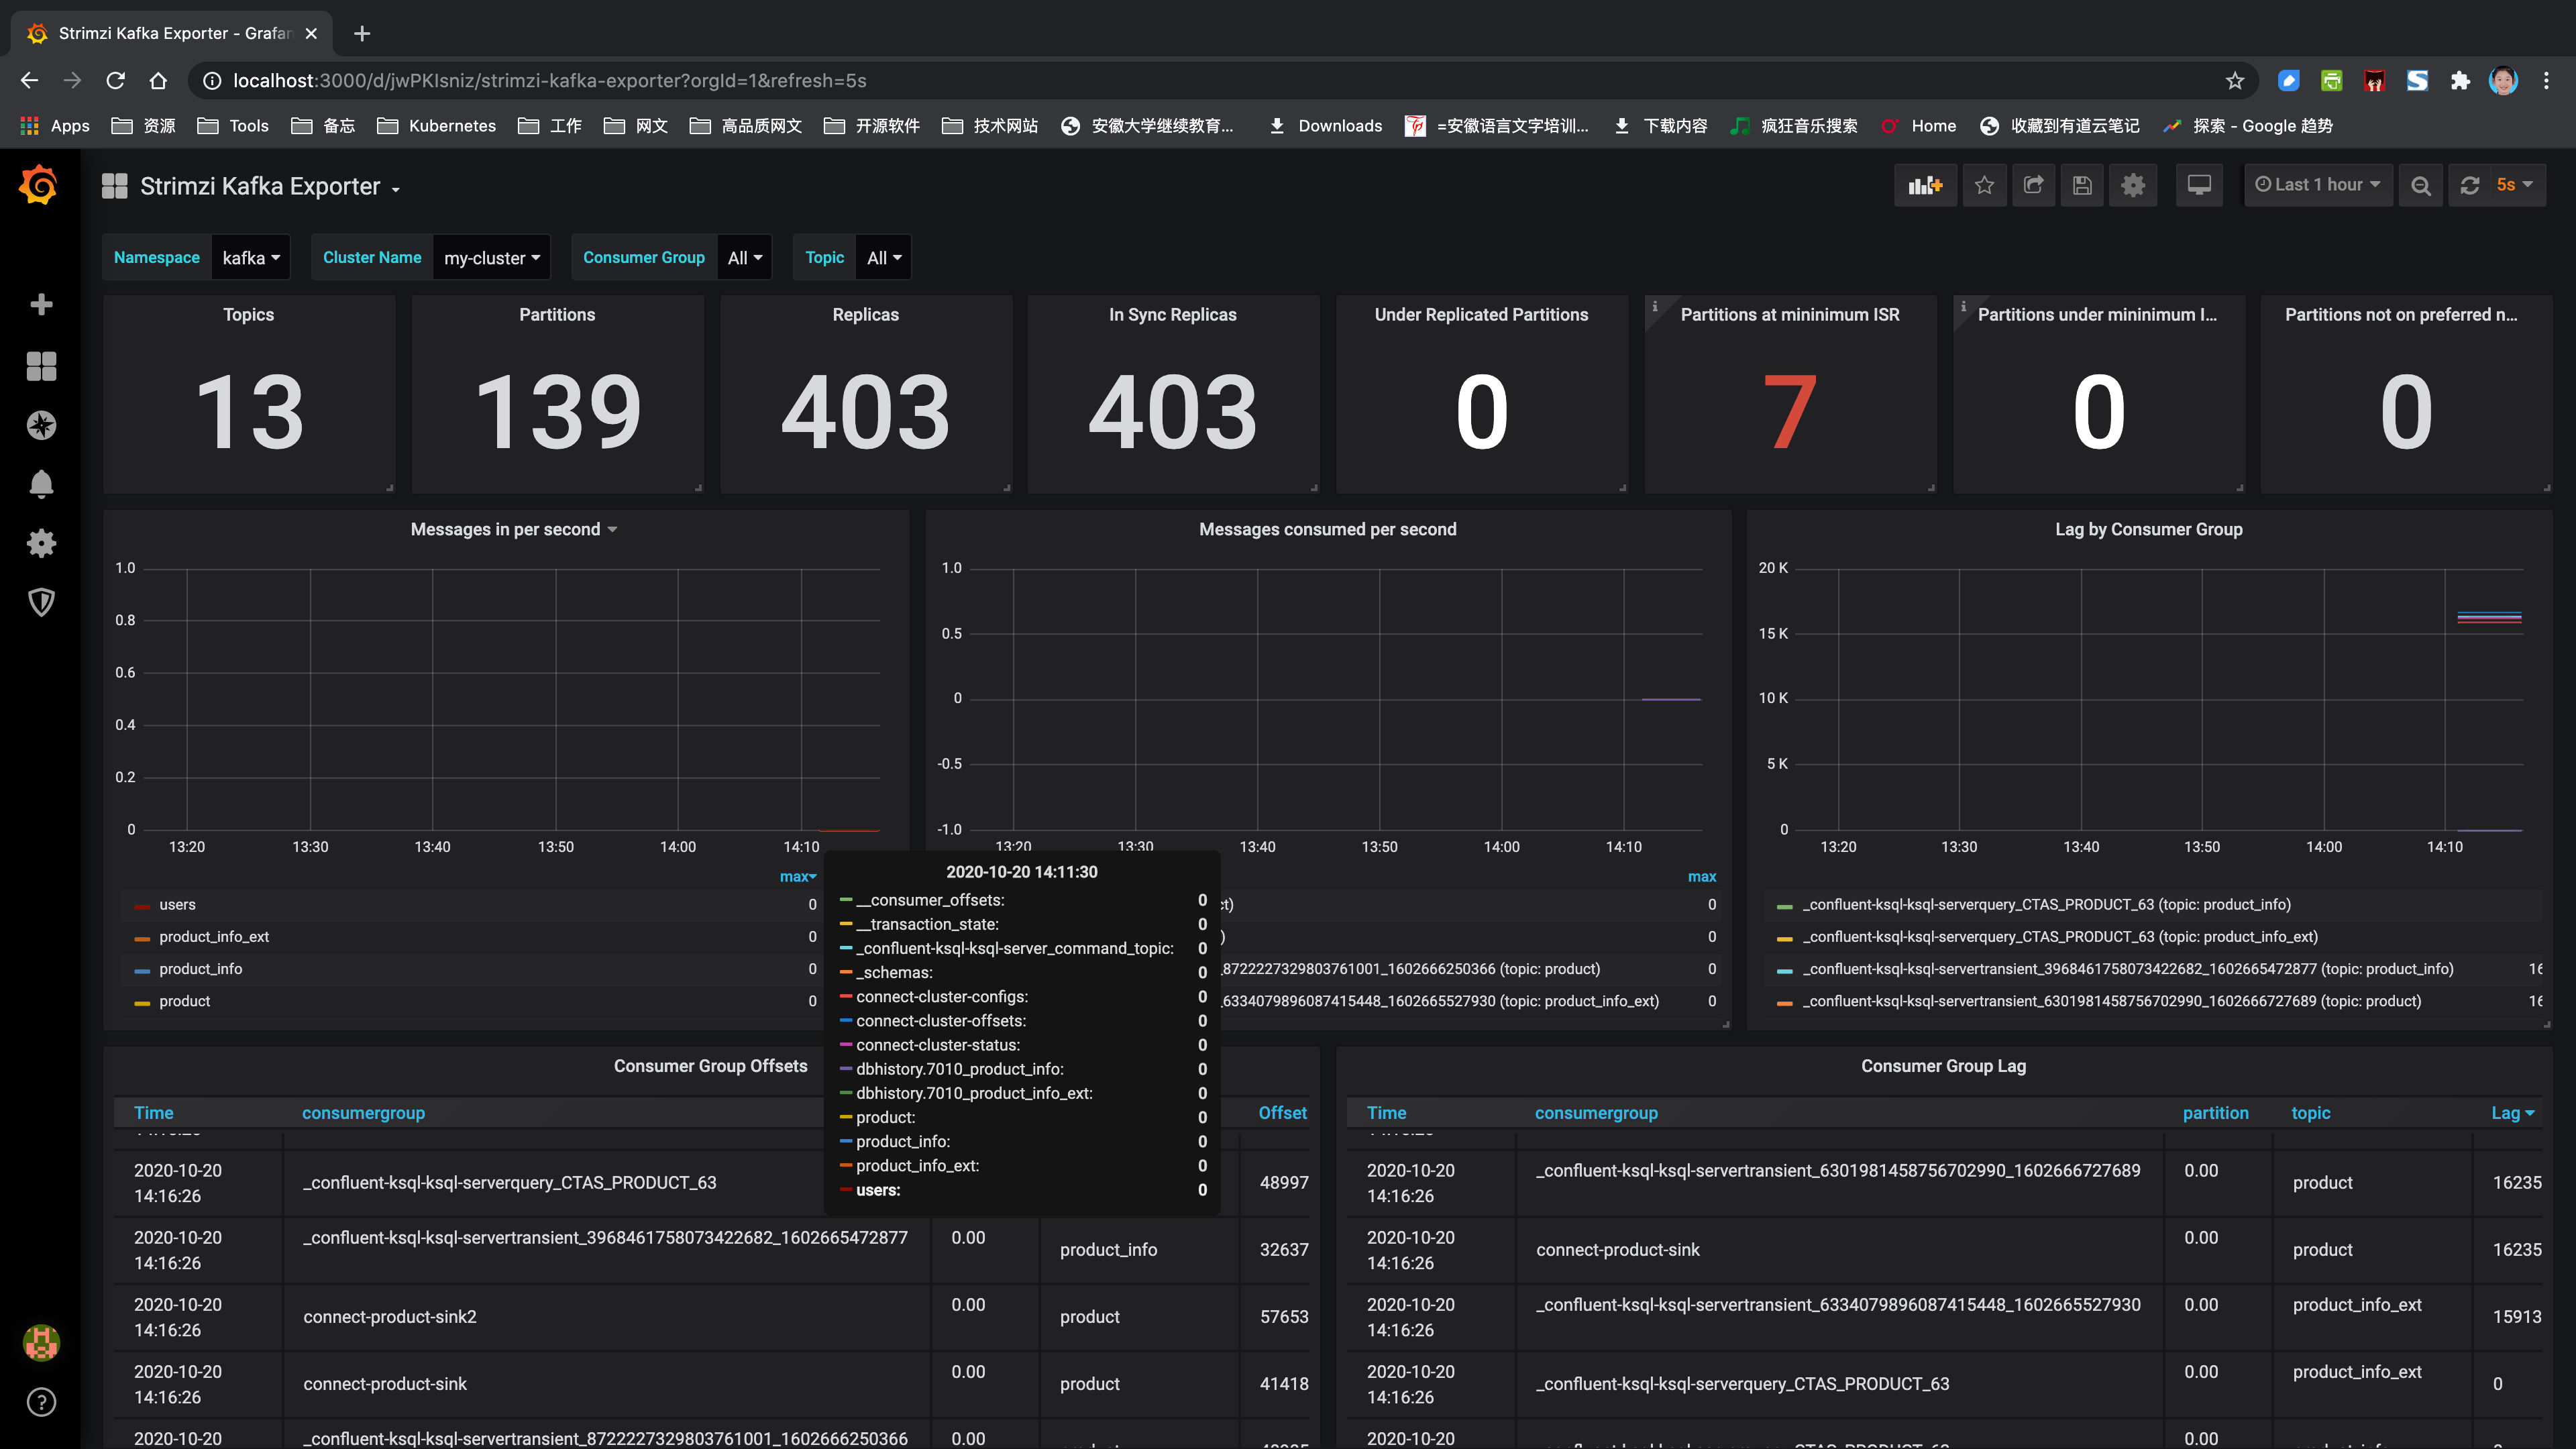 Strimzi Kafka Exporter - Grafan
localhost:3000/d/jwPKIsniz/strimzi-kafka-exporter?orgId=1&refresh=5s
Apps 资源 Tools 备忘 Kubernetes 工作 网文 高品质网文 开源软件 技术网站 安徽大学继续教育... Downloads =安徽语言文字培训... 下载内容 疯狂音乐搜索 Home 收藏到有道云笔记 探索 - Google 趋势
Strimzi Kafka Exporter
Last 1 hour 5s
Namespace kafka Cluster Name my-cluster Consumer Group All Topic All
Topics Partitions Replicas In Sync Replicas Under Replicated Partitions Partitions at mininimum ISR Partitions under mininimum I... Partitions not on preferred n...
13 139 403 403 0 7 0 0
Messages in per second
1.0
0.8
0.6
0.4
0.2
0
13:20 13:30 13:40 13:50 14:00 14:10
max
users 0
product_info_ext 0
product_info 0
product 0
Messages consumed per second
1.0
0.5
0
-0.5
-1.0
13:20 13:30 13:40 13:50 14:00 14:10
max
ct) 0
) 0
.8722227329803761001_1602666250366 (topic: product) 0
.6334079896087415448_1602665527930 (topic: product_info_ext) 0
Lag by Consumer Group
20 K
15 K
10 K
5 K
0
13:20 13:30 13:40 13:50 14:00 14:10
_confluent-ksql-ksql-serverquery_CTAS_PRODUCT_63 (topic: product_info)
_confluent-ksql-ksql-serverquery_CTAS_PRODUCT_63 (topic: product_info_ext)
_confluent-ksql-ksql-servertransient_3968461758073422682_1602665472877 (topic: product_info) 16
_confluent-ksql-ksql-servertransient_6301981458756702990_1602666727689 (topic: product) 16
2020-10-20 14:11:30
__consumer_offsets: 0
__transaction_state: 0
_confluent-ksql-ksql-server_command_topic: 0
_schemas: 0
connect-cluster-configs: 0
connect-cluster-offsets: 0
connect-cluster-status: 0
dbhistory.7010_product_info: 0
dbhistory.7010_product_info_ext: 0
product: 0
product_info: 0
product_info_ext: 0
users: 0
Consumer Group Offsets
Time consumergroup Offset
2020-10-20 14:16:26 _confluent-ksql-ksql-serverquery_CTAS_PRODUCT_63 48997
2020-10-20 14:16:26 _confluent-ksql-ksql-servertransient_3968461758073422682_1602665472877 0.00 product_info 32637
2020-10-20 14:16:26 connect-product-sink2 0.00 product 57653
2020-10-20 14:16:26 connect-product-sink 0.00 product 41418
2020-10-20 _confluent-ksql-ksql-servertransient_8722227329803761001_1602666250366 0.00
Consumer Group Lag
Time consumergroup partition topic Lag
2020-10-20 14:16:26 _confluent-ksql-ksql-servertransient_6301981458756702990_1602666727689 0.00 product 16235
2020-10-20 14:16:26 connect-product-sink 0.00 product 16235
2020-10-20 14:16:26 _confluent-ksql-ksql-servertransient_6334079896087415448_1602665527930 0.00 product_info_ext 15913
2020-10-20 14:16:26 _confluent-ksql-ksql-serverquery_CTAS_PRODUCT_63 0.00 product_info_ext 0
2020-10-20 0.00